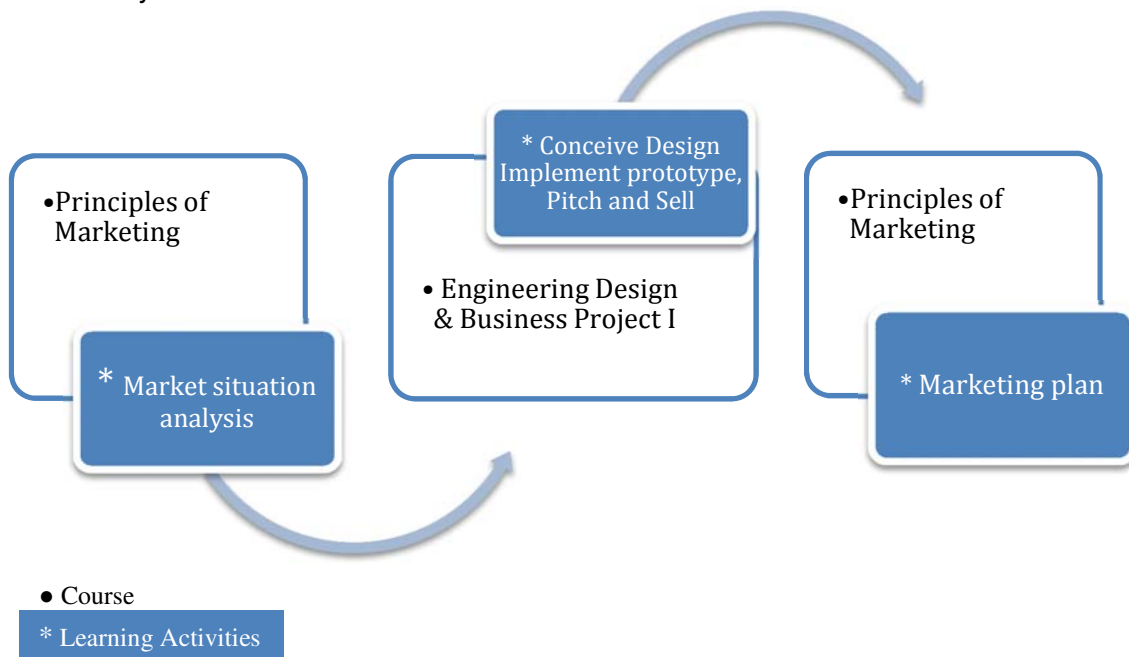 •Principles of
Marketing
* Market situation
analysis
* Conceive Design
Implement prototype,
Pitch and Sell
• Engineering Design
& Business Project I
•Principles of
Marketing
* Marketing plan
● Course
* Learning Activities